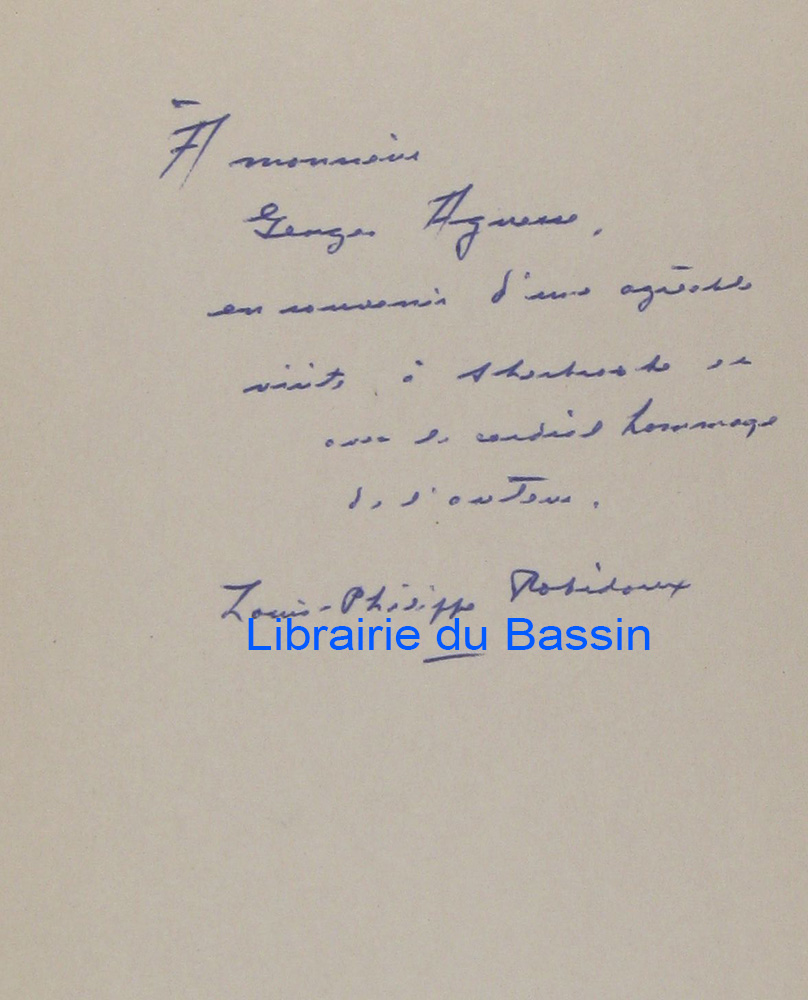 À monsieur
Georges Aguesse,
en souvenir d'une agréable
visite à Sherbrooke et
avec le cordial hommage
de l'auteur.
Louis-Philippe Robidoux
Librairie du Bassin